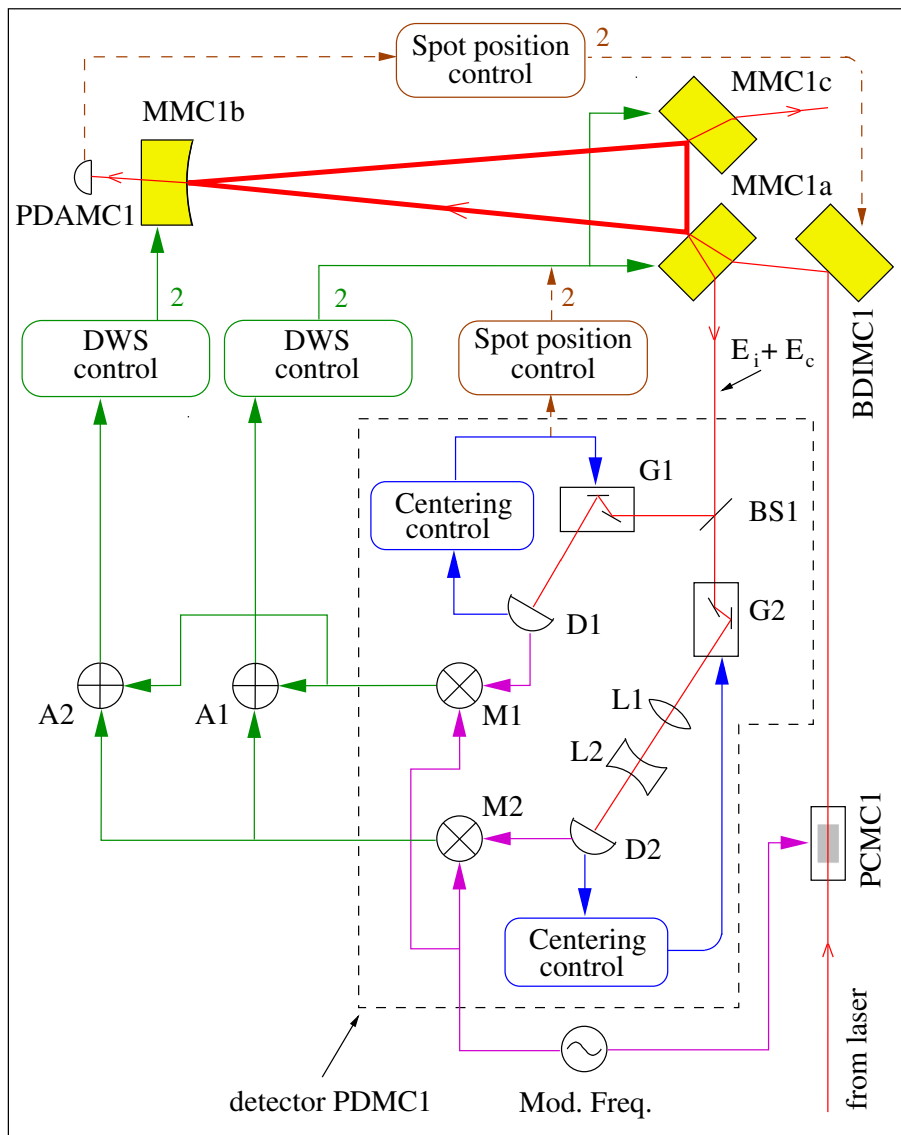 Spot position
control
2
MMC1c
MMC1b
PDAMC1
MMC1a
2
2
2
DWS
control
DWS
control
Spot position
control
BDIMC1
E_i + E_c
G1
Centering
control
BS1
D1
G2
A2
A1
M1
L1
L2
M2
D2
PCMC1
Centering
control
from laser
detector PDMC1
Mod. Freq.